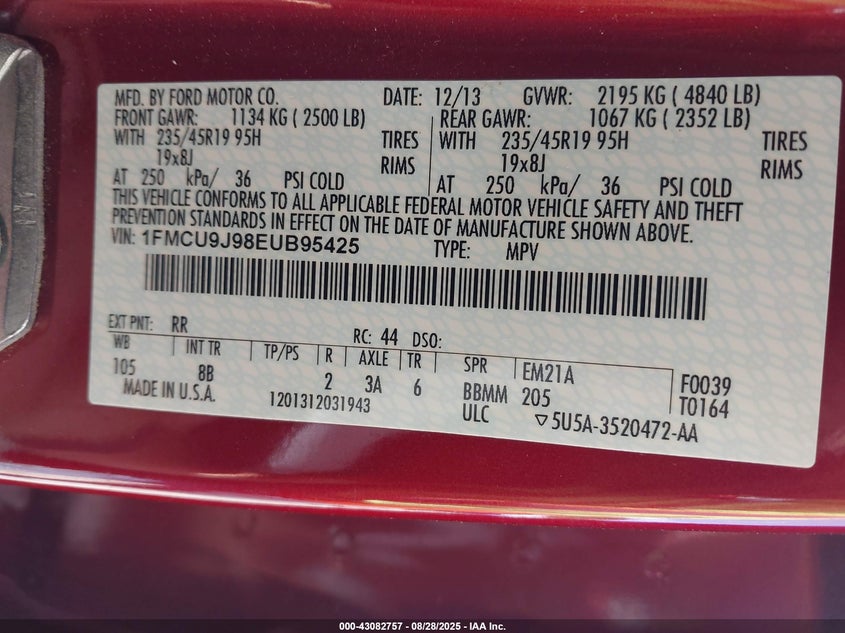 MFD. BY FORD MOTOR CO. DATE: 12/13 GVWR: 2195 KG ( 4840 LB)
FRONT GAWR: 1134 KG ( 2500 LB) REAR GAWR: 1067 KG ( 2352 LB)
WITH 235/45R19 95H TIRES WITH 235/45R19 95H TIRES
19x8J RIMS 19x8J RIMS
AT 250 kPa/ 36 PSI COLD AT 250 kPa/ 36 PSI COLD
THIS VEHICLE CONFORMS TO ALL APPLICABLE FEDERAL MOTOR VEHICLE SAFETY AND THEFT
PREVENTION STANDARDS IN EFFECT ON THE DATE OF MANUFACTURE SHOWN ABOVE.
VIN: 1FMCU9J98EUB95425 TYPE: MPV
EXT PNT: RR RC: 44 DSO:
WB INT TR TP/PS R AXLE TR SPR EM21A F0039
105 8B 2 3A 6 BBMM 205 T0164
MADE IN U.S.A. 1201312031943 ULC ▽5U5A-3520472-AA
000-43082757 - 08/28/2025 - IAA Inc.